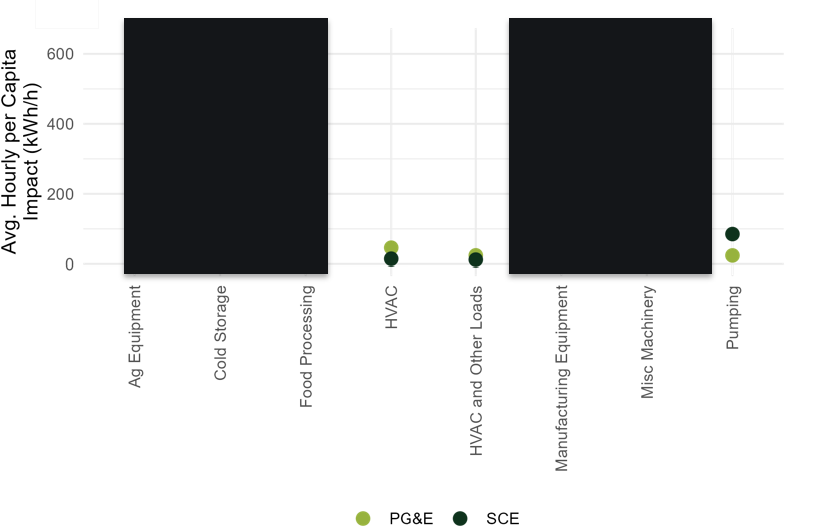 Avg. Hourly per Capita
Impact (kWh/h)
600
400
200
0
Ag Equipment
Cold Storage
Food Processing
HVAC
HVAC and Other Loads
Manufacturing Equipment
Misc Machinery
Pumping
PG&E
SCE